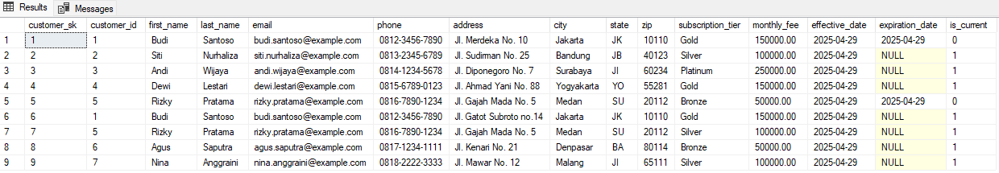 Results Messages
customer_sk customer_id first_name last_name email phone address city state zip subscription_tier monthly_fee effective_date expiration_date is_current
1 1 1 Budi Santoso budi.santoso@example.com 0812-3456-7890 Jl. Merdeka No. 10 Jakarta JK 10110 Gold 150000.00 2025-04-29 2025-04-29 0
2 2 2 Siti Nurhaliza siti.nurhaliza@example.com 0813-2345-6789 Jl. Sudirman No. 25 Bandung JB 40123 Silver 100000.00 2025-04-29 NULL 1
3 3 3 Andi Wijaya andi.wijaya@example.com 0814-1234-5678 Jl. Diponegoro No. 7 Surabaya JI 60234 Platinum 250000.00 2025-04-29 NULL 1
4 4 4 Dewi Lestari dewi.lestari@example.com 0815-6789-0123 Jl. Ahmad Yani No. 88 Yogyakarta YO 55281 Gold 150000.00 2025-04-29 NULL 1
5 5 5 Rizky Pratama rizky.pratama@example.com 0816-7890-1234 Jl. Gajah Mada No. 5 Medan SU 20112 Bronze 50000.00 2025-04-29 2025-04-29 0
6 6 1 Budi Santoso budi.santoso@example.com 0812-3456-7890 Jl. Gatot Subroto no.14 Jakarta JK 10110 Gold 150000.00 2025-04-29 NULL 1
7 7 5 Rizky Pratama rizky.pratama@example.com 0816-7890-1234 Jl. Gajah Mada No. 5 Medan SU 20112 Silver 100000.00 2025-04-29 NULL 1
8 8 6 Agus Saputra agus.saputra@example.com 0817-1234-1111 Jl. Kenari No. 21 Denpasar BA 80114 Bronze 50000.00 2025-04-29 NULL 1
9 9 7 Nina Anggraini nina.anggraini@example.com 0818-2222-3333 Jl. Mawar No. 12 Malang JI 65111 Silver 100000.00 2025-04-29 NULL 1